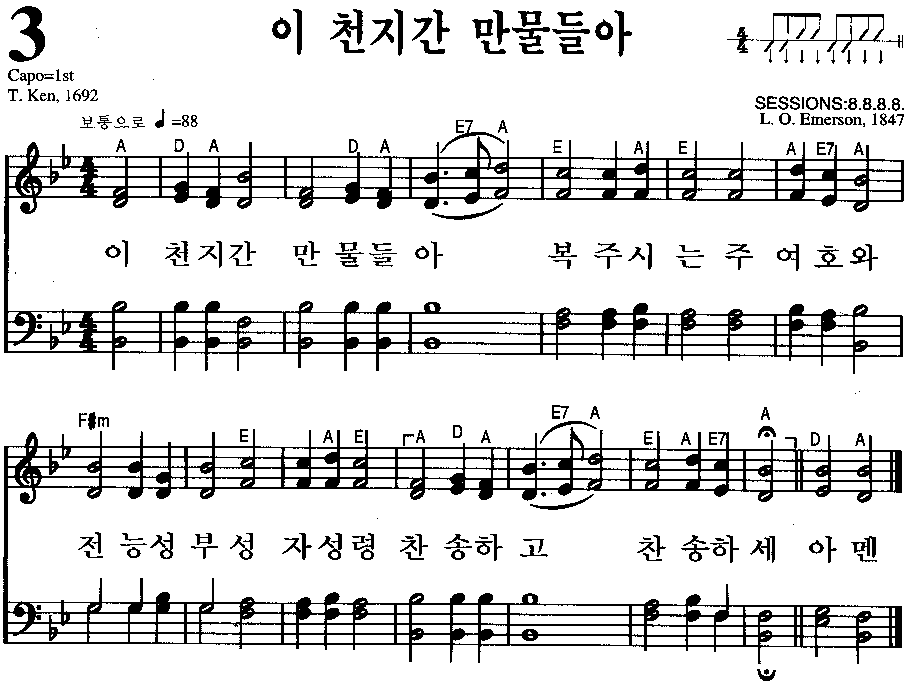 3
이 천지간 만물들아
Capo=1st
T. Ken, 1692
SESSIONS:8.8.8.8.
L. O. Emerson, 1847
보통으로 ♩=88
A D A D A E7 A E A E A E7 A
4/4
이 천지간 만물들아 복 주시는 주 여호와
4/4
F#m E A E A D A E7 A E A E7 A D A
전능성부 성자성령 찬송하고 찬송하세 아멘